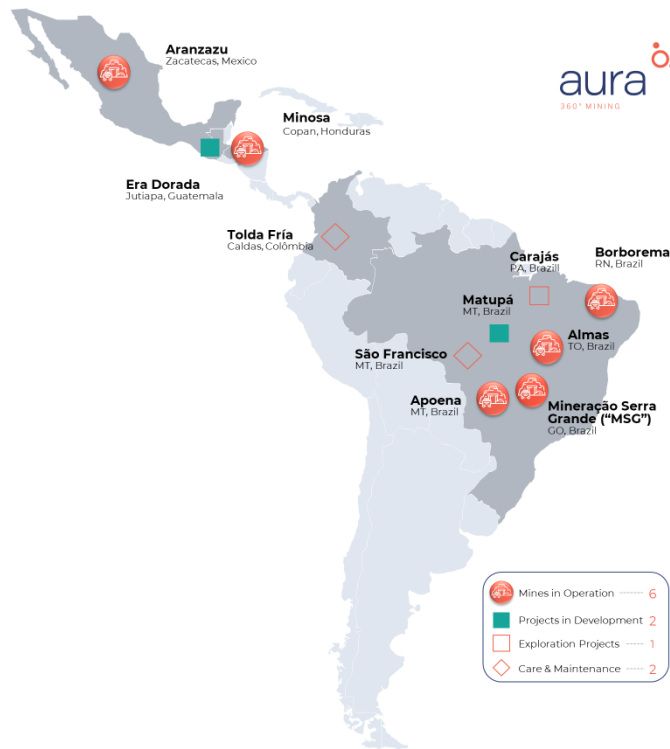 Aranzazu
Zacatecas, Mexico
aura
360° MINING
Minosa
Copan, Honduras
Era Dorada
Jutiapa, Guatemala
Tolda Fría
Caldas, Colômbia
Carajás
PA, Brazill
Borborema
RN, Brazil
Matupá
MT, Brazil
Almas
TO, Brazil
São Francisco
MT, Brazil
Apoena
MT, Brazil
Mineração Serra
Grande (“MSG”)
GO, Brazil
Mines in Operation 6
Projects in Development 2
Exploration Projects 1
Care & Maintenance 2